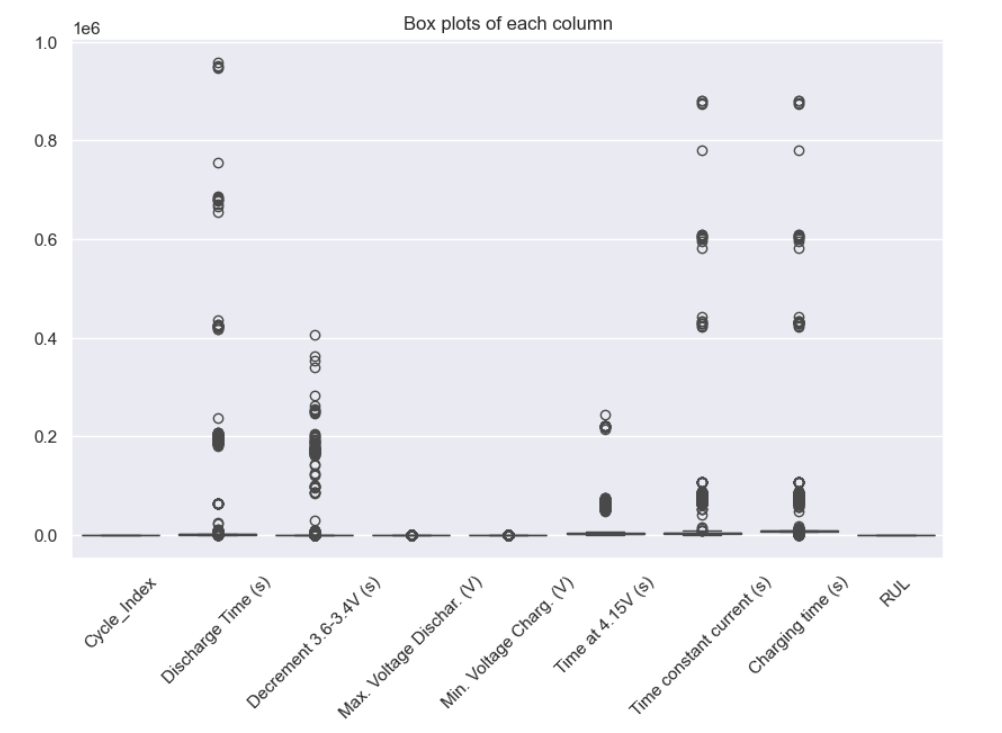 Box plots of each column
1e6
1.0
0.8
0.6
0.4
0.2
0.0
Cycle_Index
Discharge Time (s)
Decrement 3.6-3.4V (s)
Max. Voltage Dischar. (V)
Min. Voltage Charg. (V)
Time at 4.15V (s)
Time constant current (s)
Charging time (s)
RUL